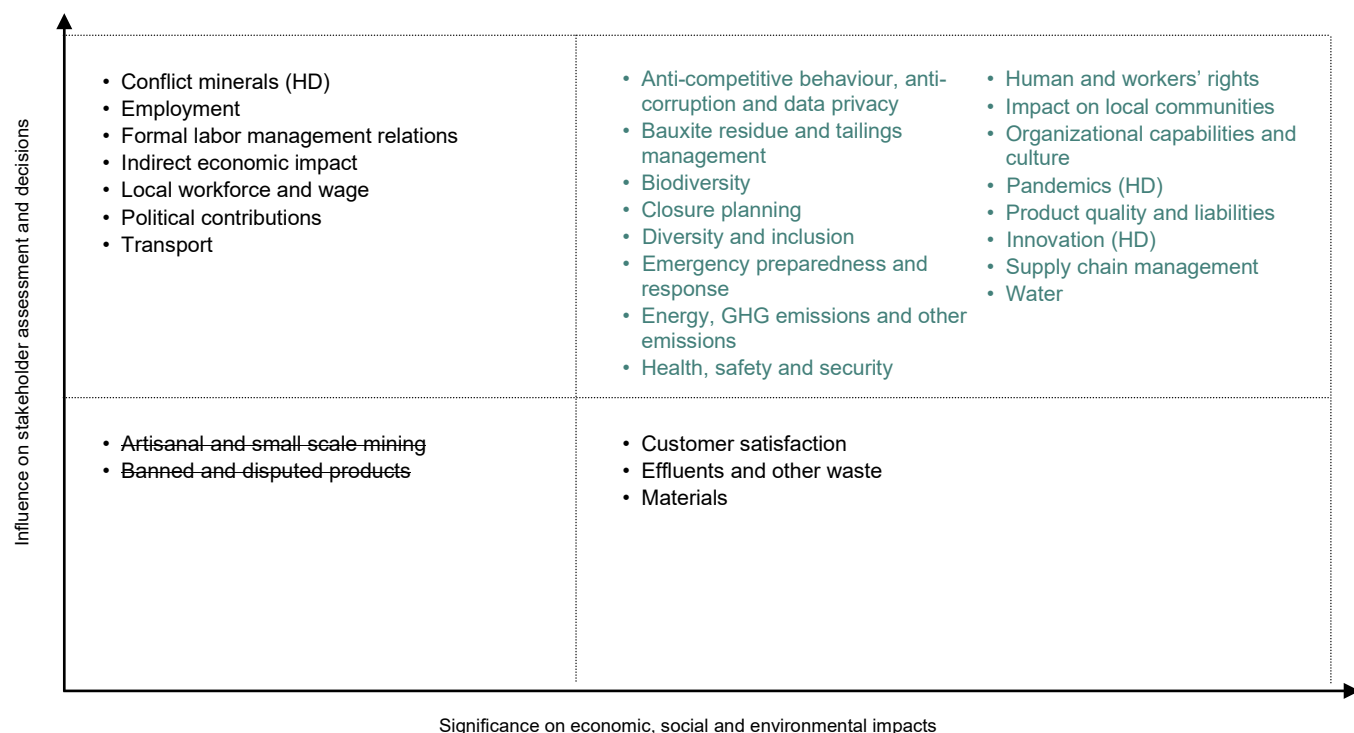 Influence on stakeholder assessment and decisions
• Conflict minerals (HD)
• Employment
• Formal labor management relations
• Indirect economic impact
• Local workforce and wage
• Political contributions
• Transport
• Anti-competitive behaviour, anti-
corruption and data privacy
• Bauxite residue and tailings
management
• Biodiversity
• Closure planning
• Diversity and inclusion
• Emergency preparedness and
response
• Energy, GHG emissions and other
emissions
• Health, safety and security
• Human and workers’ rights
• Impact on local communities
• Organizational capabilities and
culture
• Pandemics (HD)
• Product quality and liabilities
• Innovation (HD)
• Supply chain management
• Water
• Artisanal and small scale mining
• Banned and disputed products
• Customer satisfaction
• Effluents and other waste
• Materials
Significance on economic, social and environmental impacts